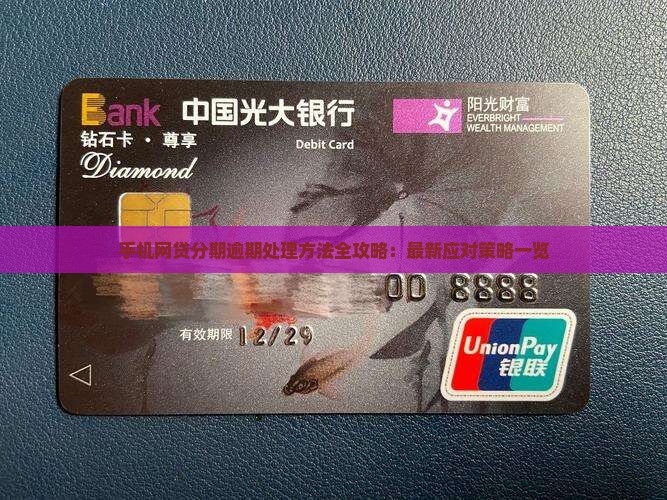 Bank 中国光大银行
阳光财富
EVERBRIGHT
WEALTH MANAGEMENT
钻石卡 · 尊享
Debit Card
Diamond
手机网贷分期逾期处理方法全攻略：最新应对策略一览
00 8888
有效期限 12/29
UnionPay
银联